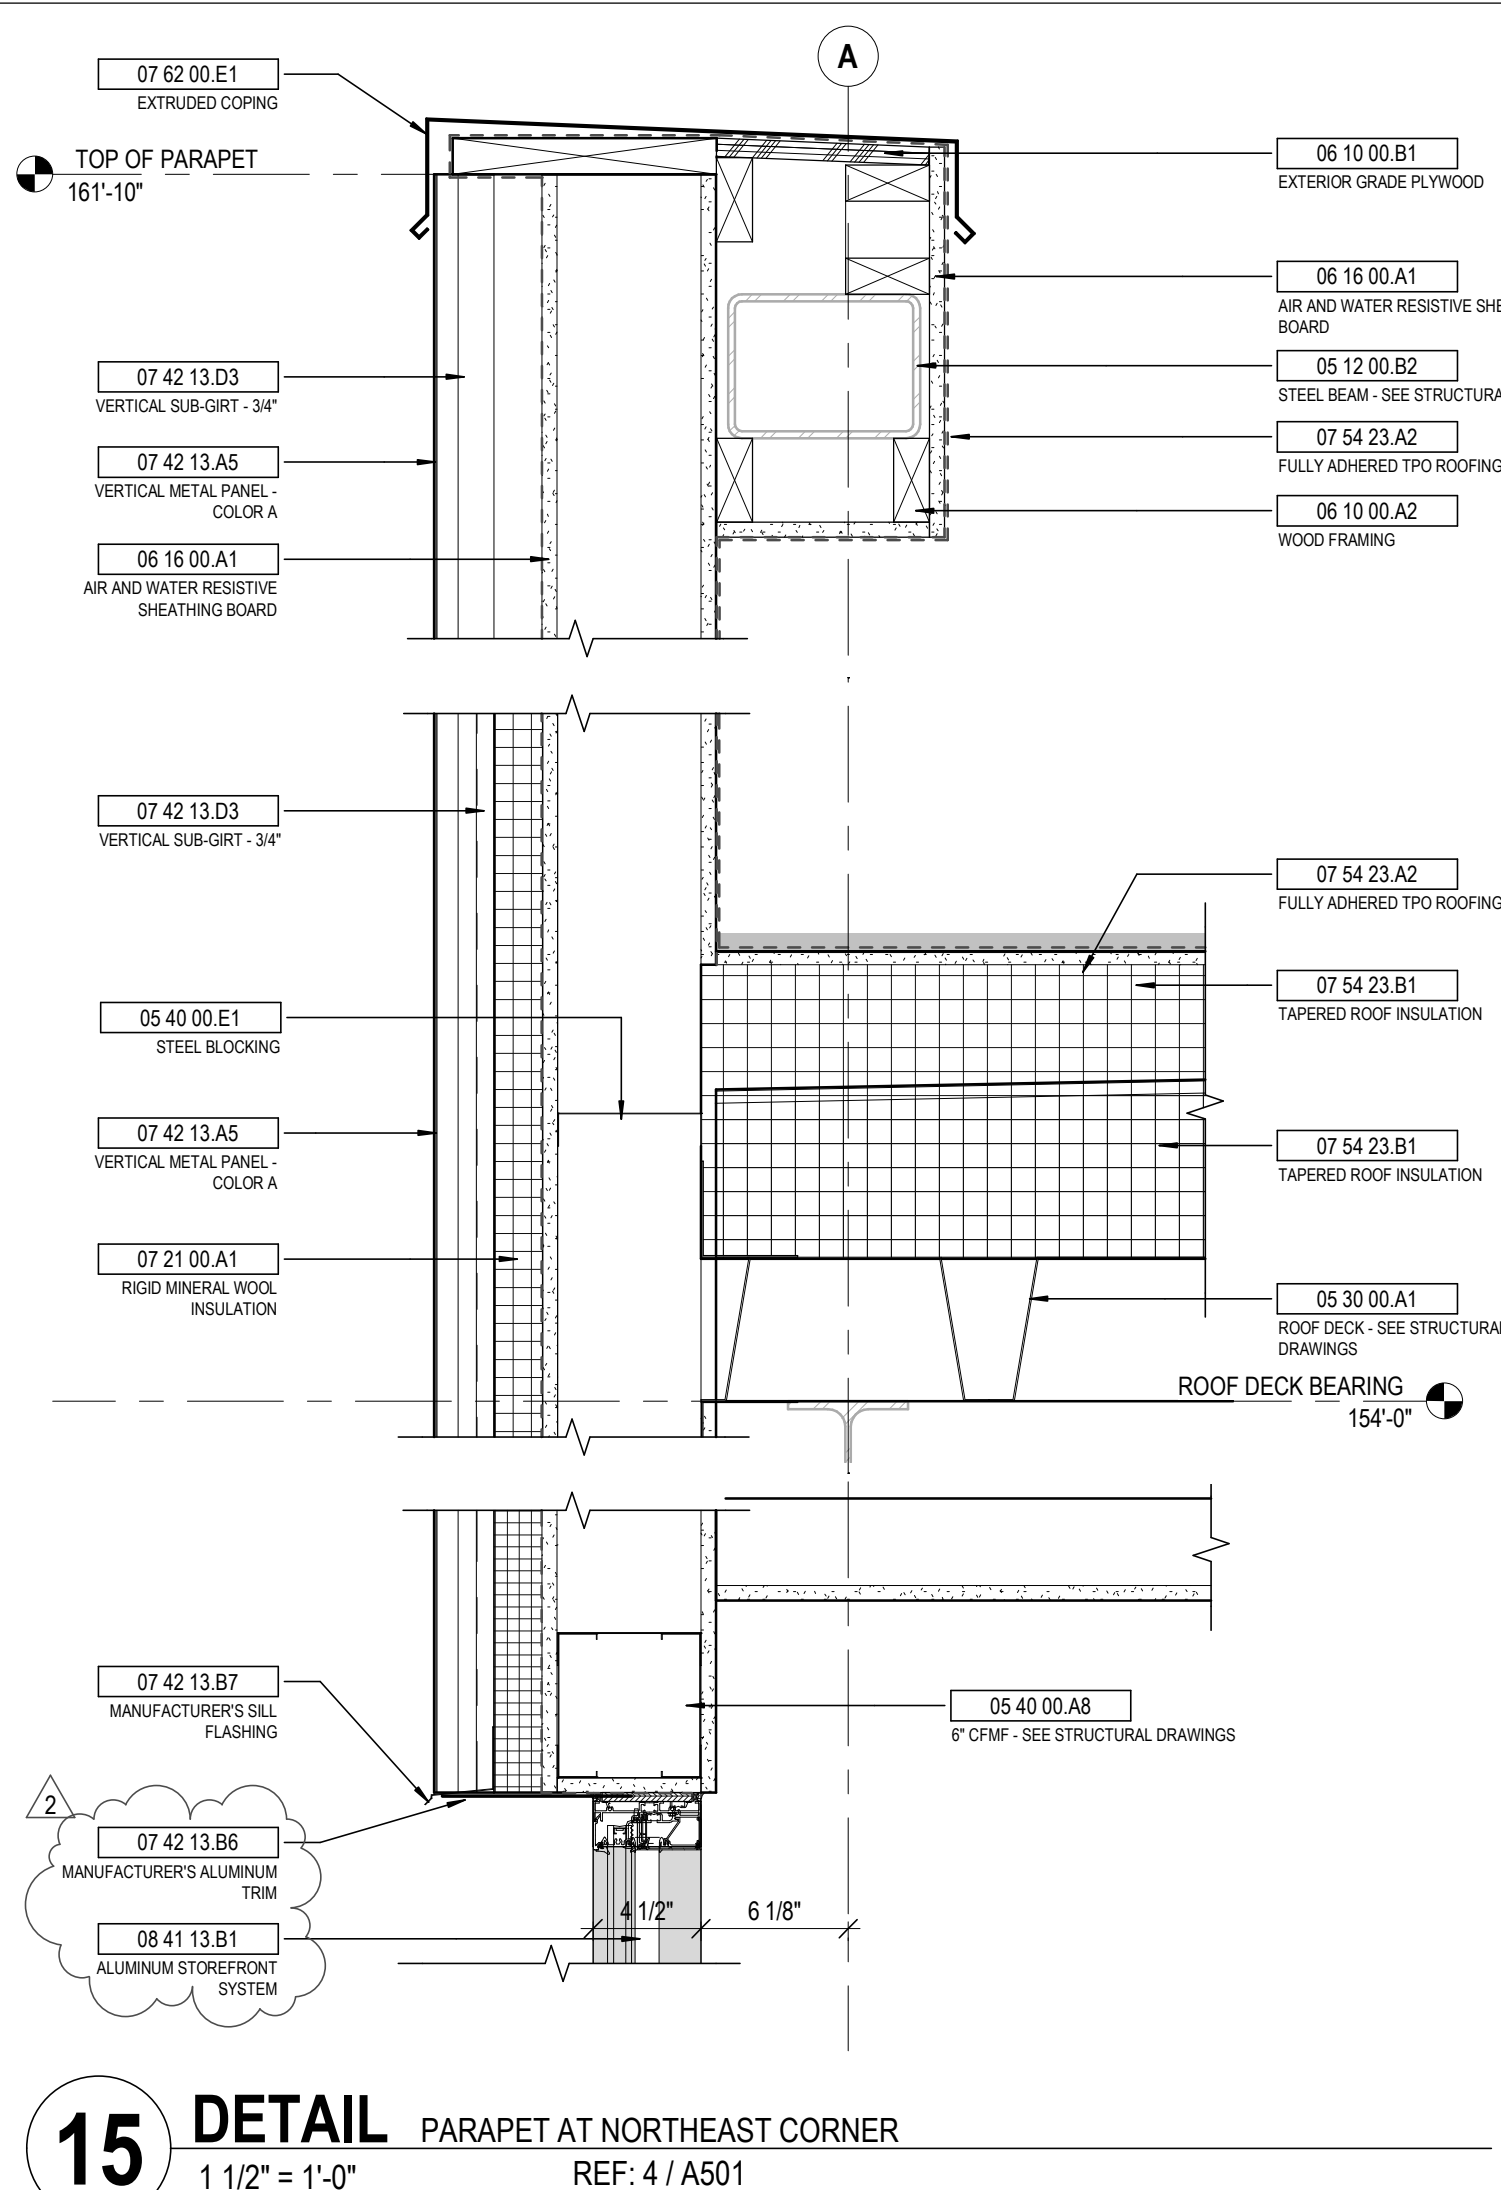 A
07 62 00.E1
EXTRUDED COPING
TOP OF PARAPET
161'-10"
07 42 13.D3
VERTICAL SUB-GIRT - 3/4"
07 42 13.A5
VERTICAL METAL PANEL -
COLOR A
06 16 00.A1
AIR AND WATER RESISTIVE
SHEATHING BOARD
07 42 13.D3
VERTICAL SUB-GIRT - 3/4"
05 40 00.E1
STEEL BLOCKING
07 42 13.A5
VERTICAL METAL PANEL -
COLOR A
07 21 00.A1
RIGID MINERAL WOOL
INSULATION
07 42 13.B7
MANUFACTURER'S SILL
FLASHING
2
07 42 13.B6
MANUFACTURER'S ALUMINUM
TRIM
08 41 13.B1
ALUMINUM STOREFRONT
SYSTEM
06 10 00.B1
EXTERIOR GRADE PLYWOOD
06 16 00.A1
AIR AND WATER RESISTIVE
BOARD
05 12 00.B2
STEEL BEAM - SEE
07 54 23.A2
FULLY ADHERED TPO ROOFING
06 10 00.A2
WOOD FRAMING
07 54 23.A2
FULLY ADHERED TPO ROOFING
07 54 23.B1
TAPERED ROOF INSULATION
07 54 23.B1
TAPERED ROOF INSULATION
05 30 00.A1
ROOF DECK - SEE STRUCTURAL
DRAWINGS
ROOF DECK BEARING
154'-0"
05 40 00.A8
6" CFMF - SEE STRUCTURAL DRAWINGS
4 1/2"
6 1/8"
15
DETAIL
PARAPET AT NORTHEAST CORNER
1 1/2" = 1'-0"
REF: 4 / A501